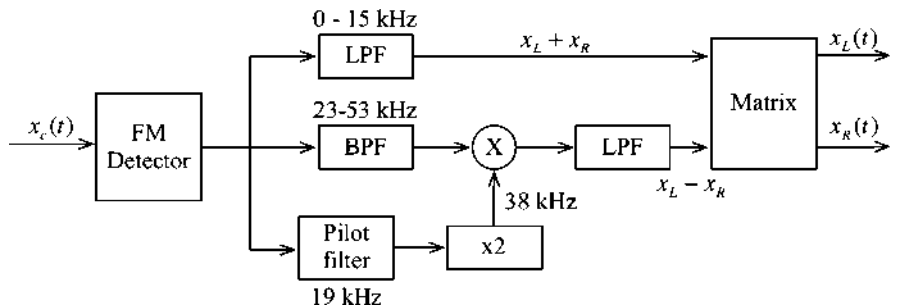 0 - 15 kHz
LPF
x_L + x_R
x_L(t)
x_c(t)
FM
Detector
23-53 kHz
BPF
X
LPF
Matrix
x_R(t)
x_L − x_R
38 kHz
Pilot
filter
x2
19 kHz